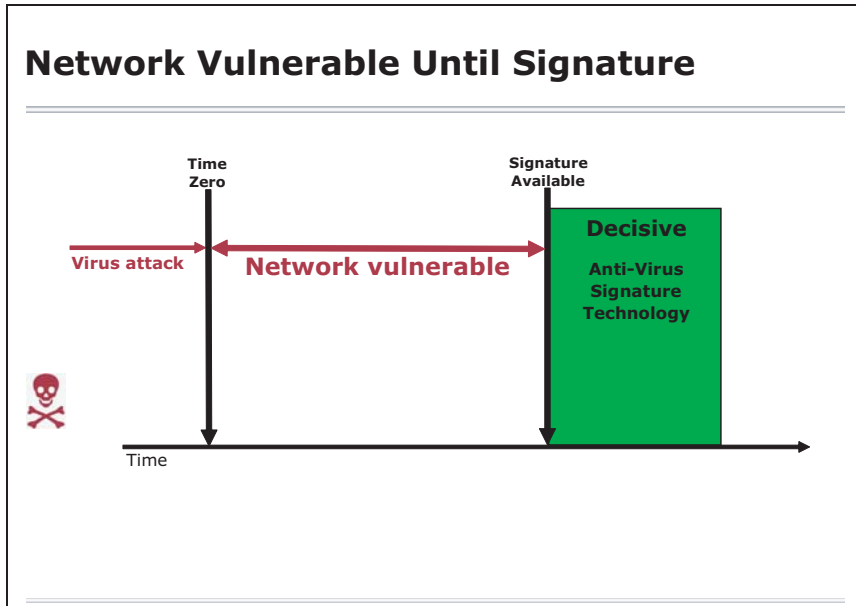 Network Vulnerable Until Signature
Time
Zero
Signature
Available
Virus attack
Network vulnerable
Decisive
Anti-Virus
Signature
Technology
Time